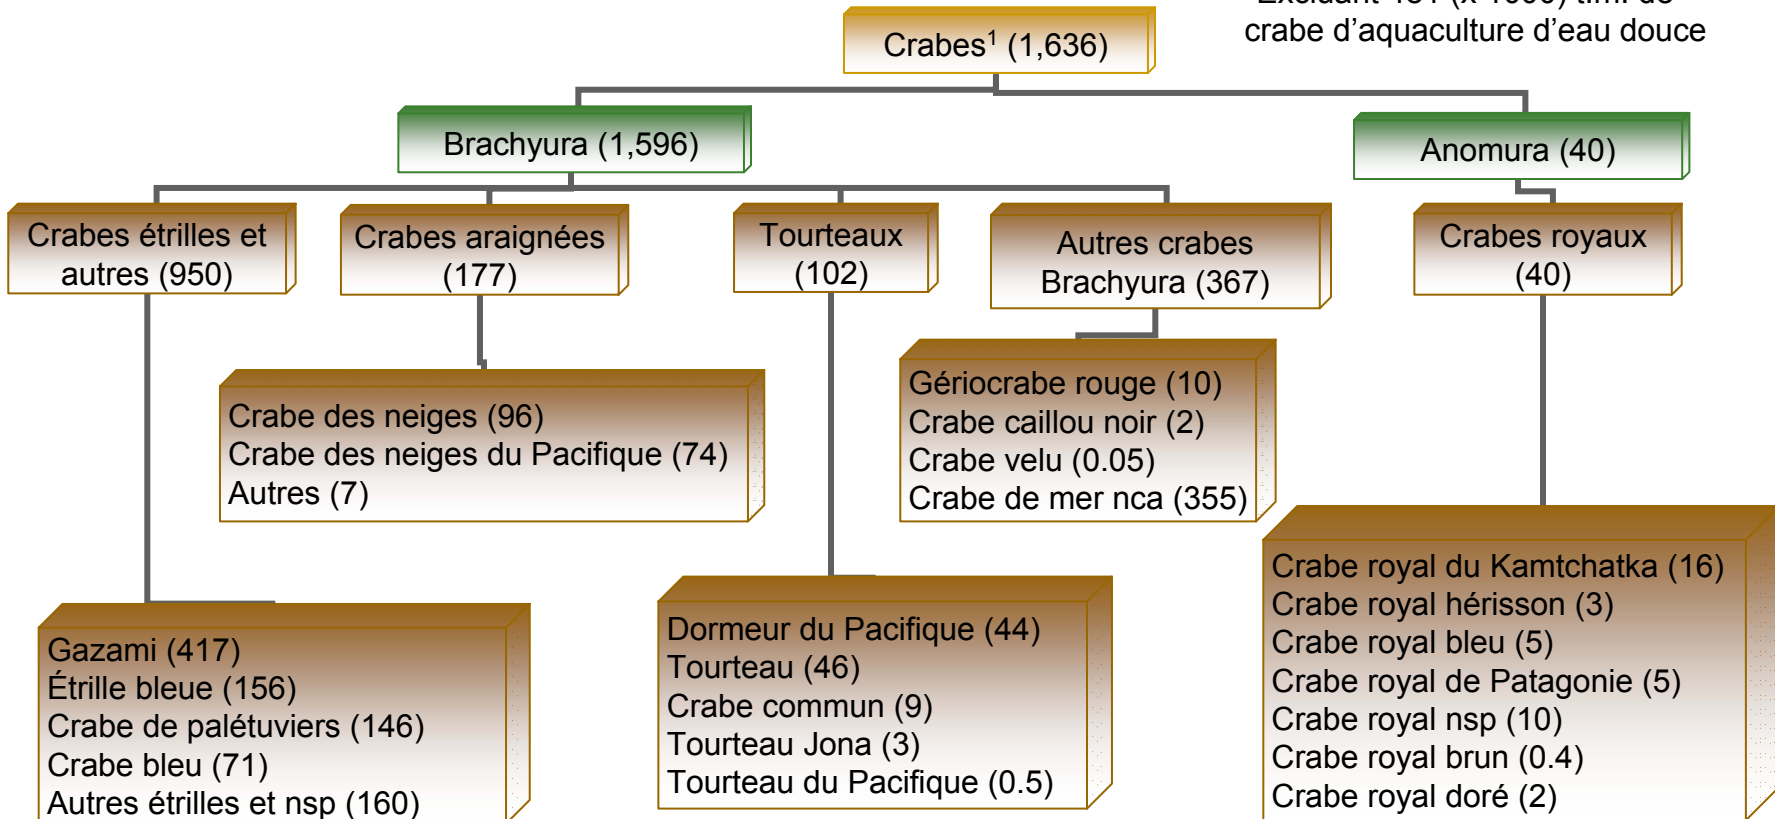 crabe d’aquaculture d’eau douce
Crabes¹ (1,636)
Brachyura (1,596)
Anomura (40)
Crabes étrilles et
autres (950)
Crabes araignées
(177)
Tourteaux
(102)
Autres crabes
Brachyura (367)
Crabes royaux
(40)
Crabe des neiges (96)
Crabe des neiges du Pacifique (74)
Autres (7)
Gériocrabe rouge (10)
Crabe caillou noir (2)
Crabe velu (0.05)
Crabe de mer nca (355)
Gazami (417)
Étrille bleue (156)
Crabe de palétuviers (146)
Crabe bleu (71)
Autres étrilles et nsp (160)
Dormeur du Pacifique (44)
Tourteau (46)
Crabe commun (9)
Tourteau Jona (3)
Tourteau du Pacifique (0.5)
Crabe royal du Kamtchatka (16)
Crabe royal hérisson (3)
Crabe royal bleu (5)
Crabe royal de Patagonie (5)
Crabe royal nsp (10)
Crabe royal brun (0.4)
Crabe royal doré (2)